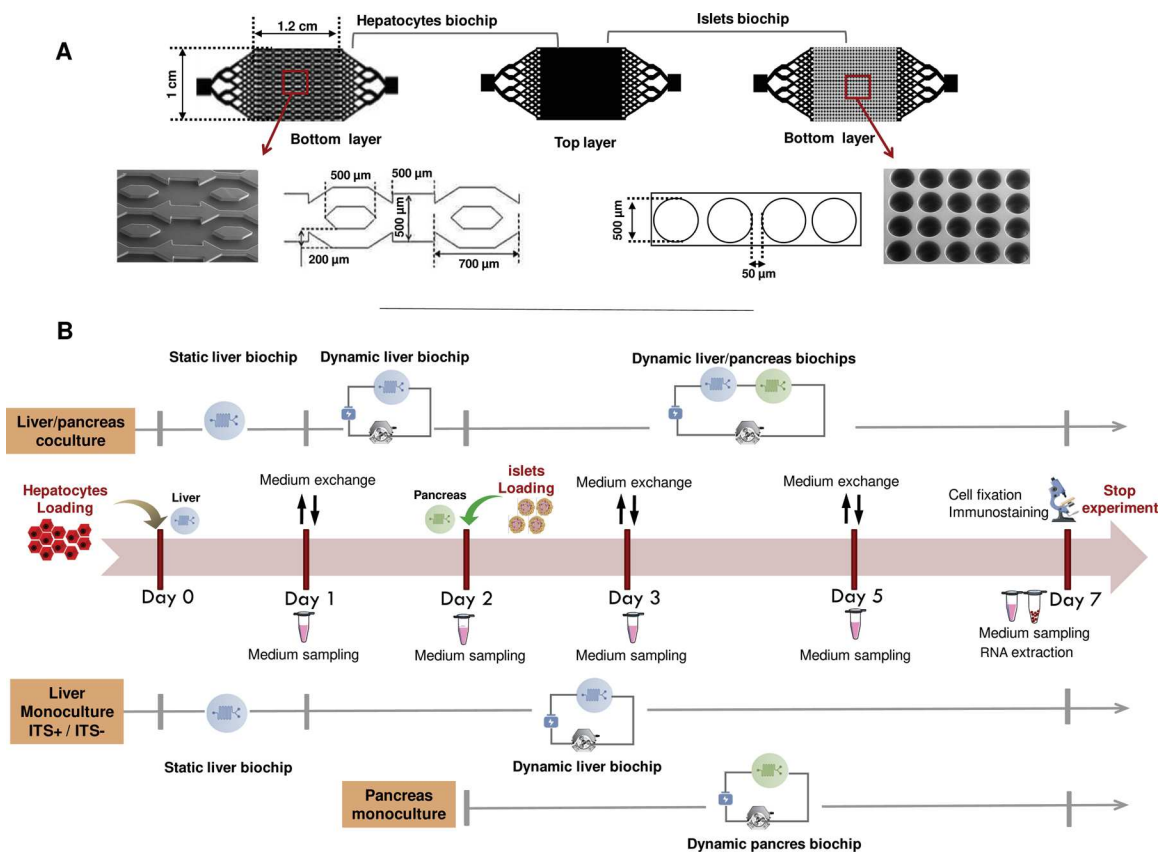 A
1.2 cm
Hepatocytes biochip
Islets biochip
1 cm
Bottom layer
Top layer
Bottom layer
500 µm
500 µm
500 µm
200 µm
700 µm
500 µm
50 µm
B
Static liver biochip
Dynamic liver biochip
Dynamic liver/pancreas biochips
Liver/pancreas
coculture
Hepatocytes
Loading
Liver
Medium exchange
Pancreas
islets
Loading
Medium exchange
Medium exchange
Cell fixation
Immunostaining
Stop
experiment
Day 0
Day 1
Day 2
Day 3
Day 5
Day 7
Medium sampling
Medium sampling
Medium sampling
Medium sampling
Medium sampling
RNA extraction
Liver
Monoculture
ITS+ / ITS-
Static liver biochip
Dynamic liver biochip
Pancreas
monoculture
Dynamic pancres biochip